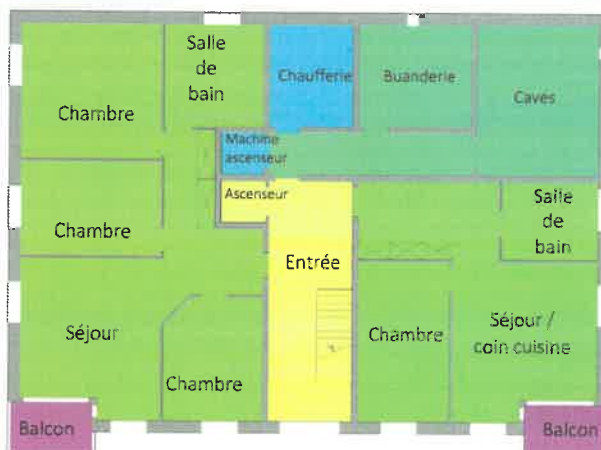 Salle
de
bain
Chaufferie
Buanderie
Caves
Chambre
Machine
ascenseur
Ascenseur
Salle
de
bain
Chambre
Entrée
Séjour
Chambre
Chambre
Séjour /
coin cuisine
Balcon
Balcon